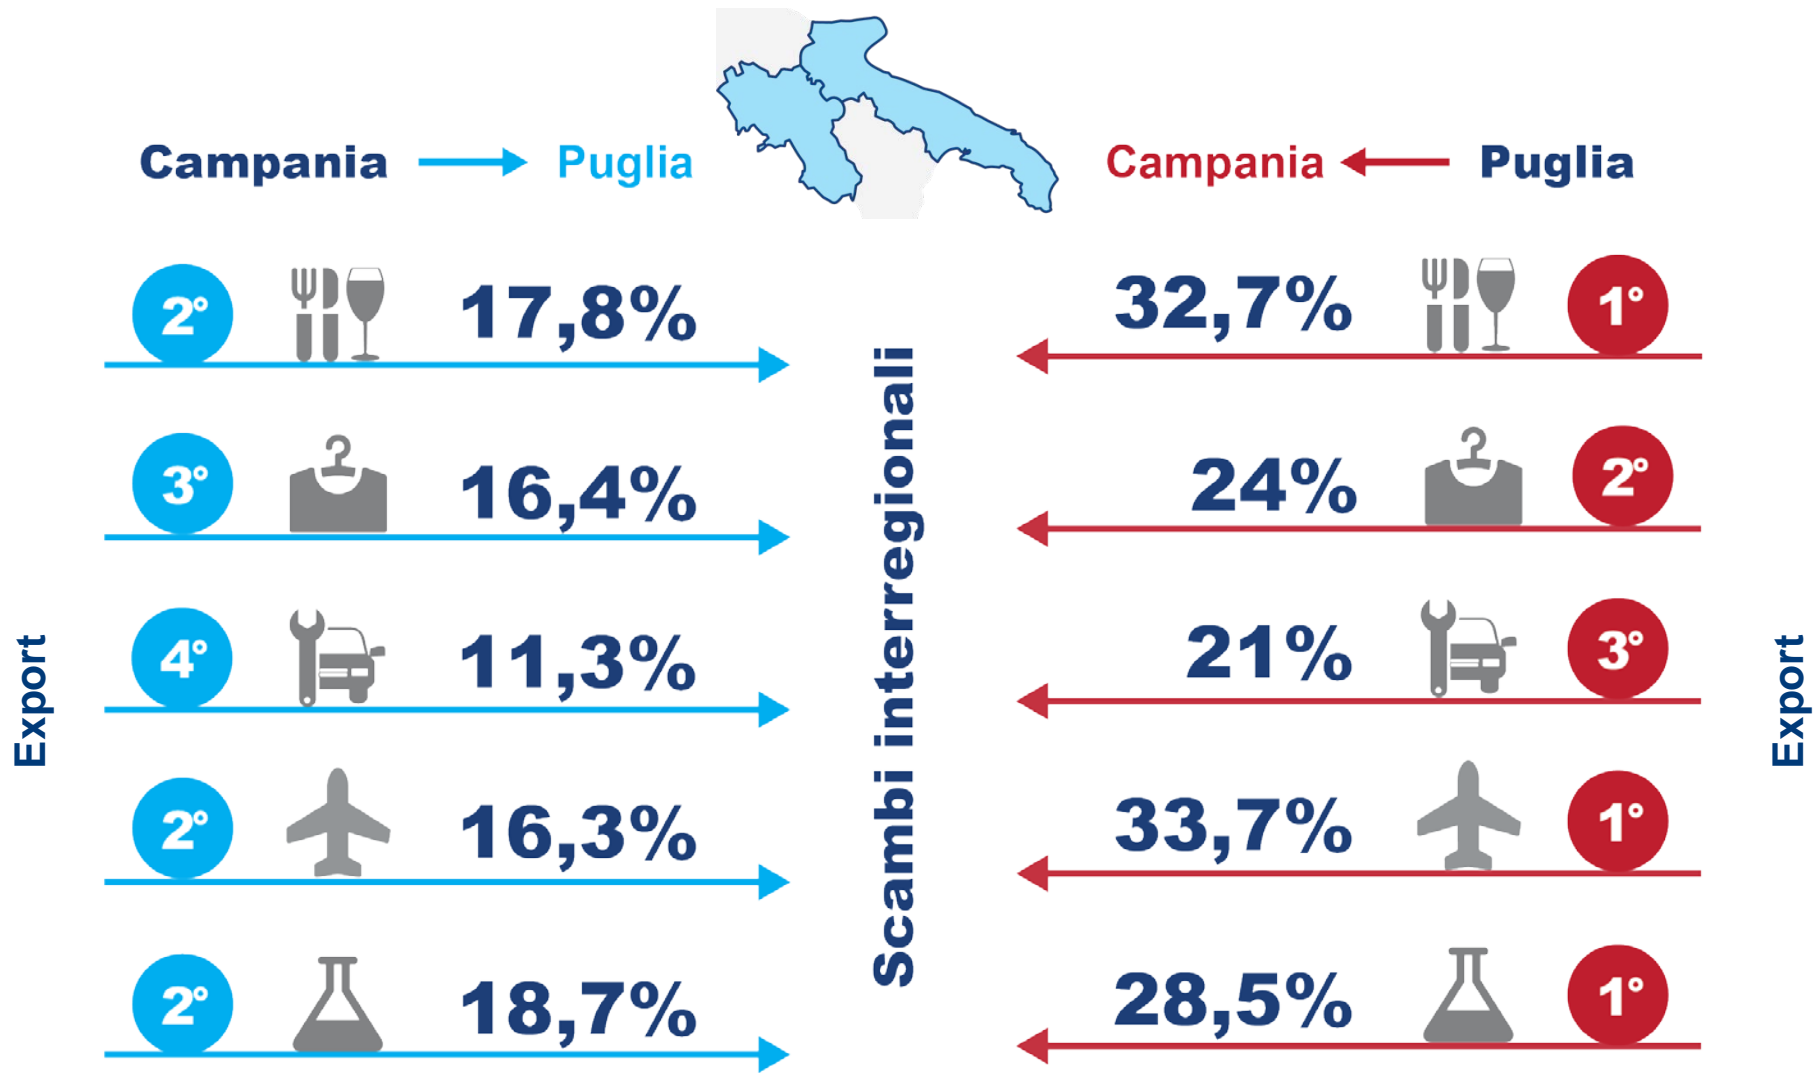 Campania Puglia
Campania Puglia
Export
2° 17,8%
3° 16,4%
4° 11,3%
2° 16,3%
2° 18,7%
Scambi interregionali
32,7% 1°
24% 2°
21% 3°
33,7% 1°
28,5% 1°
Export